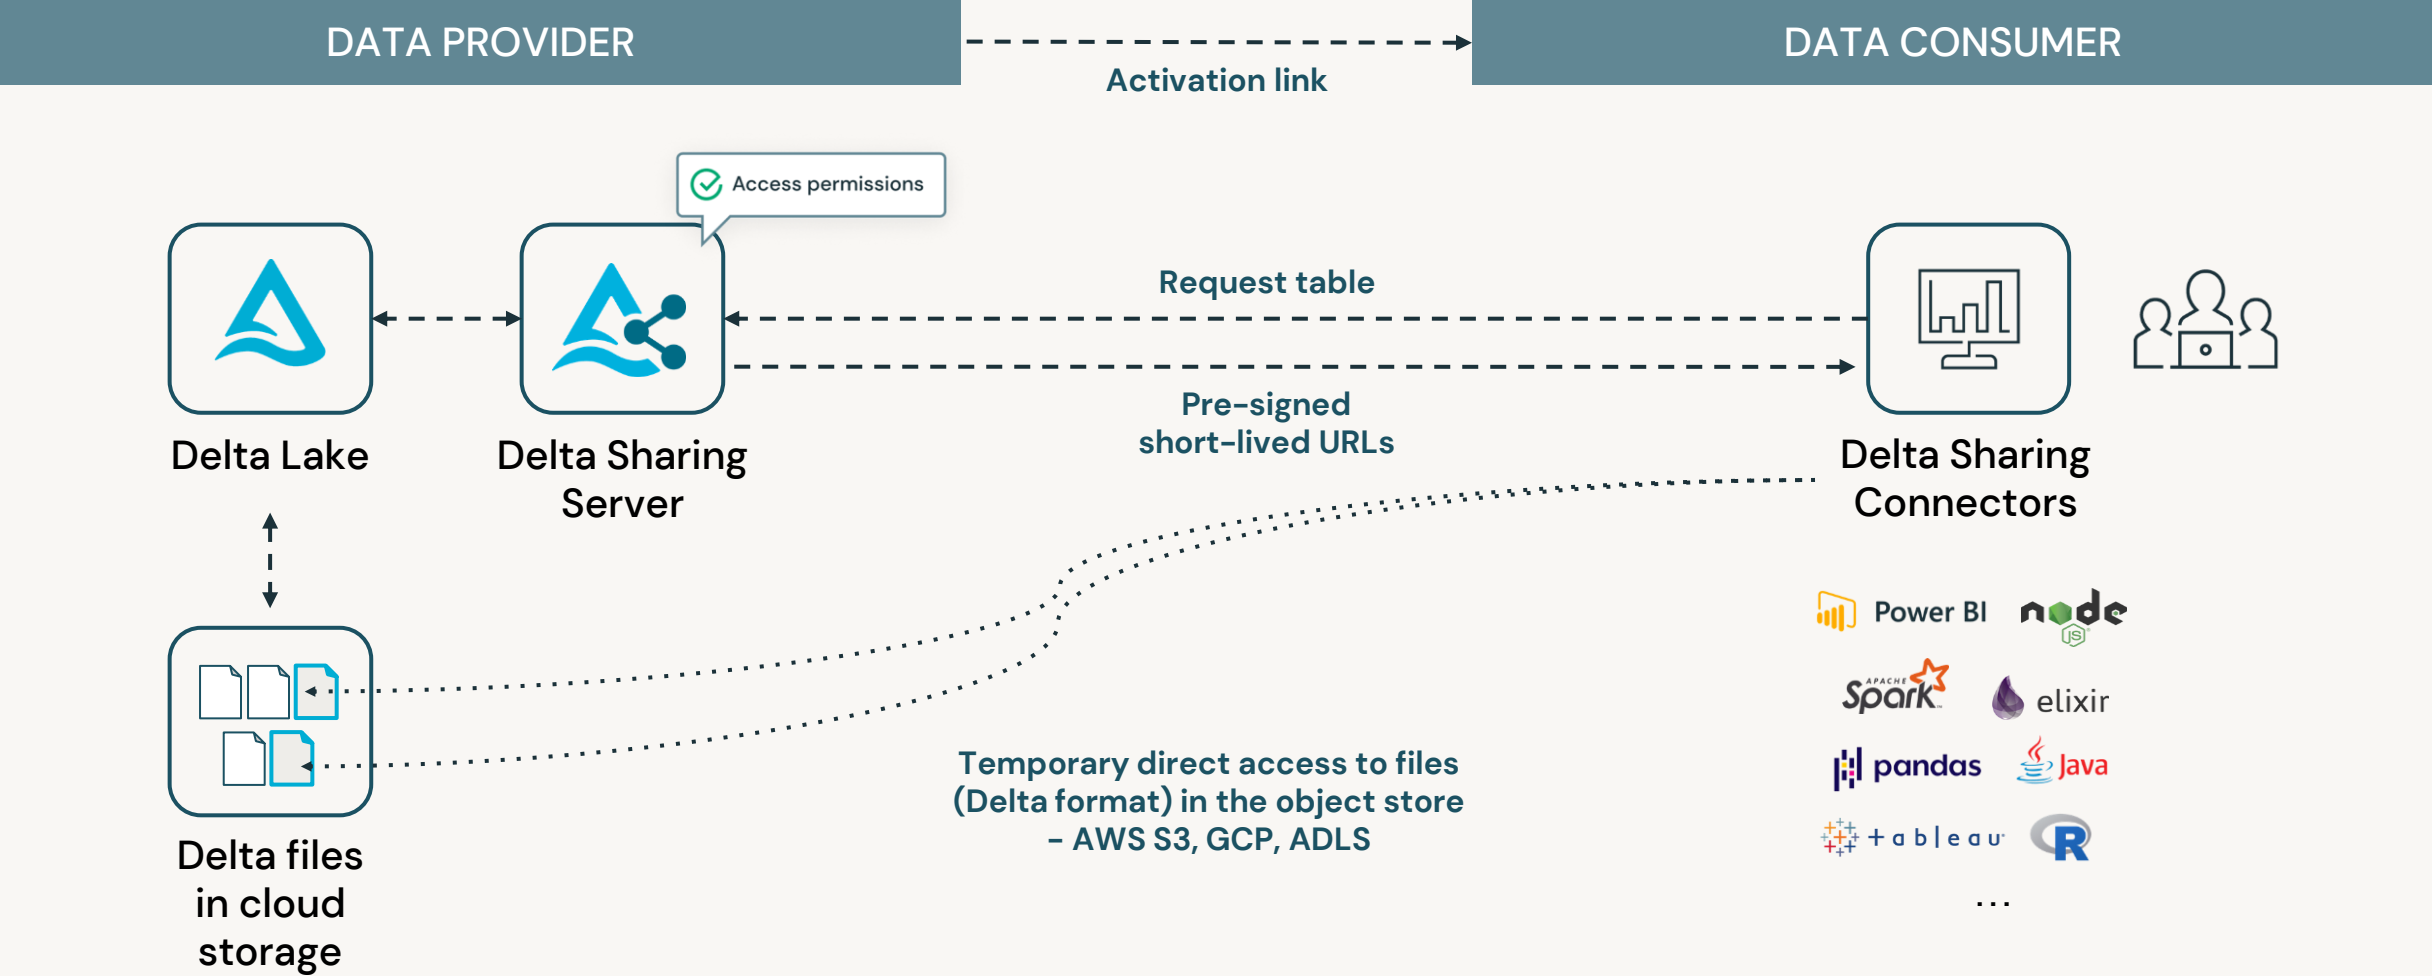 DATA PROVIDER
Activation link
DATA CONSUMER
Access permissions
Request table
Pre-signed
short-lived URLs
Delta Lake
Delta Sharing
Server
Delta Sharing
Connectors
Power BI
node
JS
APACHE
Spark
elixir
pandas
Java
+ableau
R
...
Temporary direct access to files
(Delta format) in the object store
- AWS S3, GCP, ADLS
Delta files
in cloud
storage